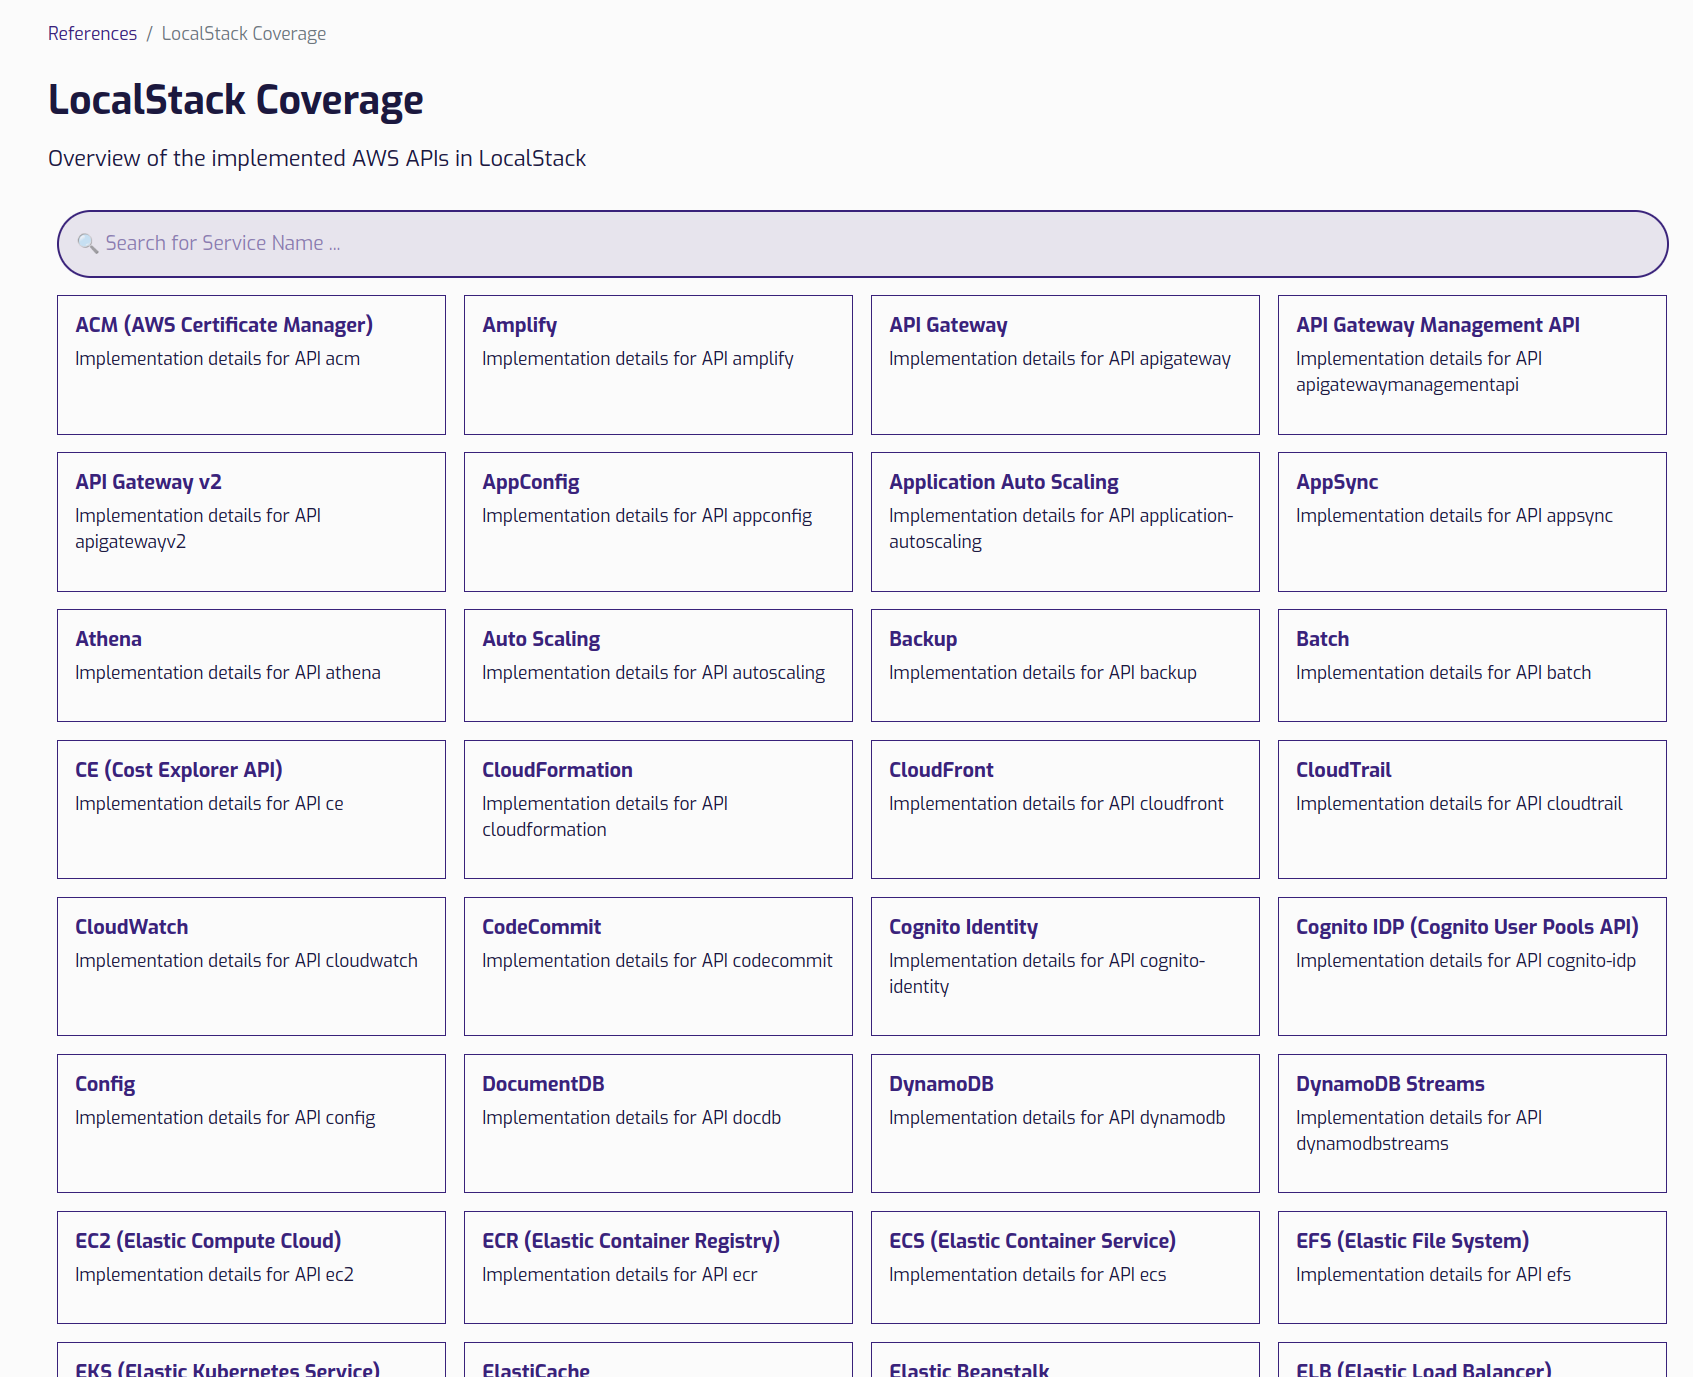 References / LocalStack Coverage
LocalStack Coverage
Overview of the implemented AWS APIs in LocalStack
🔍 Search for Service Name ...
ACM (AWS Certificate Manager)
Implementation details for API acm
Amplify
Implementation details for API amplify
API Gateway
Implementation details for API apigateway
API Gateway Management API
Implementation details for API
apigatewaymanagementapi
API Gateway v2
Implementation details for API
apigatewayv2
AppConfig
Implementation details for API appconfig
Application Auto Scaling
Implementation details for API application-
autoscaling
AppSync
Implementation details for API appsync
Athena
Implementation details for API athena
Auto Scaling
Implementation details for API autoscaling
Backup
Implementation details for API backup
Batch
Implementation details for API batch
CE (Cost Explorer API)
Implementation details for API ce
CloudFormation
Implementation details for API
cloudformation
CloudFront
Implementation details for API cloudfront
CloudTrail
Implementation details for API cloudtrail
CloudWatch
Implementation details for API cloudwatch
CodeCommit
Implementation details for API codecommit
Cognito Identity
Implementation details for API cognito-
identity
Cognito IDP (Cognito User Pools API)
Implementation details for API cognito-idp
Config
Implementation details for API config
DocumentDB
Implementation details for API docdb
DynamoDB
Implementation details for API dynamodb
DynamoDB Streams
Implementation details for API
dynamodbstreams
EC2 (Elastic Compute Cloud)
Implementation details for API ec2
ECR (Elastic Container Registry)
Implementation details for API ecr
ECS (Elastic Container Service)
Implementation details for API ecs
EFS (Elastic File System)
Implementation details for API efs
EKS (Elastic Kubernetes Service)
ElastiCache
Elastic Beanstalk
ELB (Elastic Load Balancer)